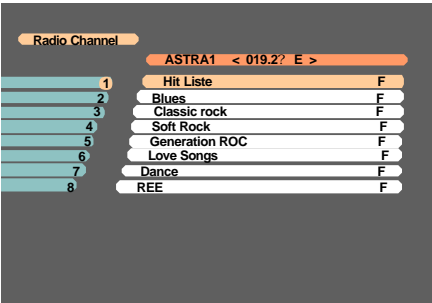 Radio Channel
ASTRA1 < 019.2? E >
1 Hit Liste F
2 Blues F
3 Classic rock F
4 Soft Rock F
5 Generation ROC F
6 Love Songs F
7 Dance F
8 REE F